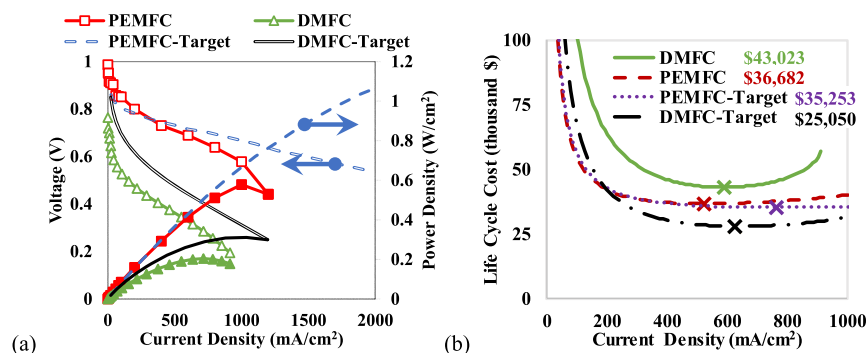 PEMFC DMFC
PEMFC-Target DMFC-Target
1 1.2
0.8 1
0.6 0.8
0.4 0.6
0.2 0.4
0 0.2
0
Voltage (V)
Power Density (W/cm²)
0 500 1000 1500 2000
Current Density (mA/cm²)
(a)
100
75
50
25
0
Life Cycle Cost (thousand $)
DMFC $43,023
PEMFC $36,682
PEMFC-Target $35,253
DMFC-Target $25,050
0 200 400 600 800 1000
Current Density (mA/cm²)
(b)